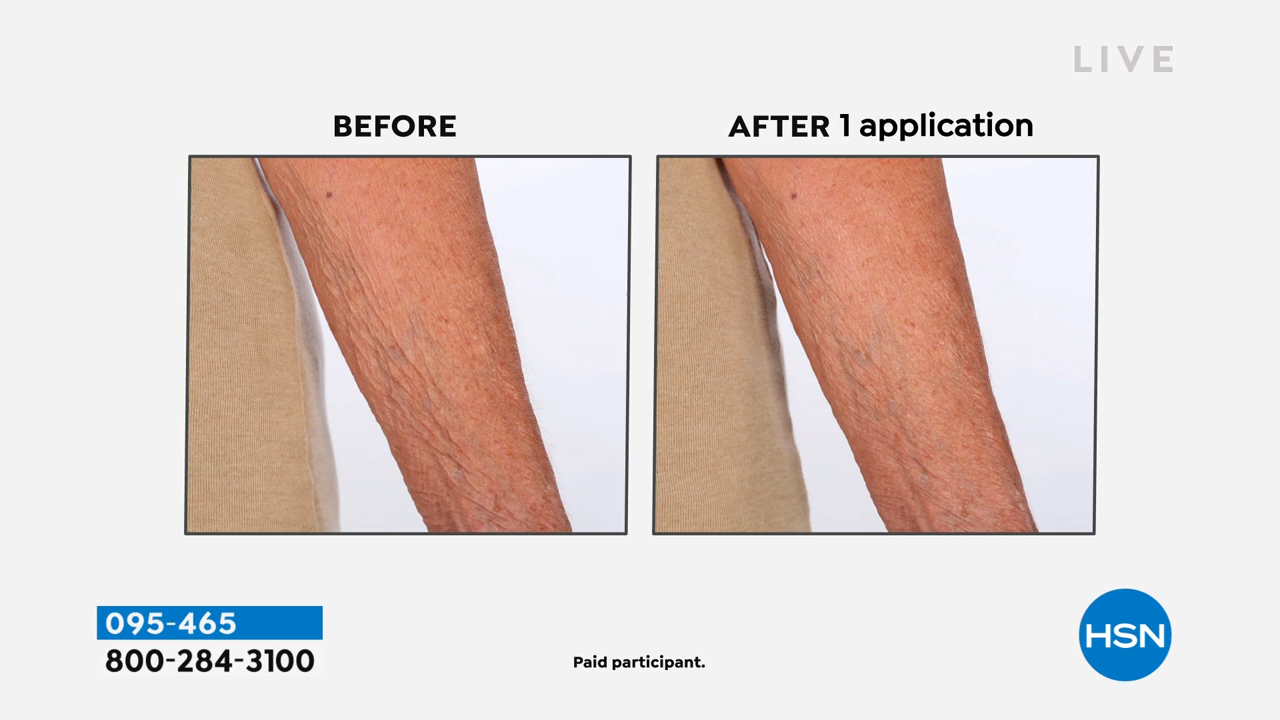 LIVE
BEFORE
AFTER 1 application
095-465
800-284-3100
Paid participant.
HSN